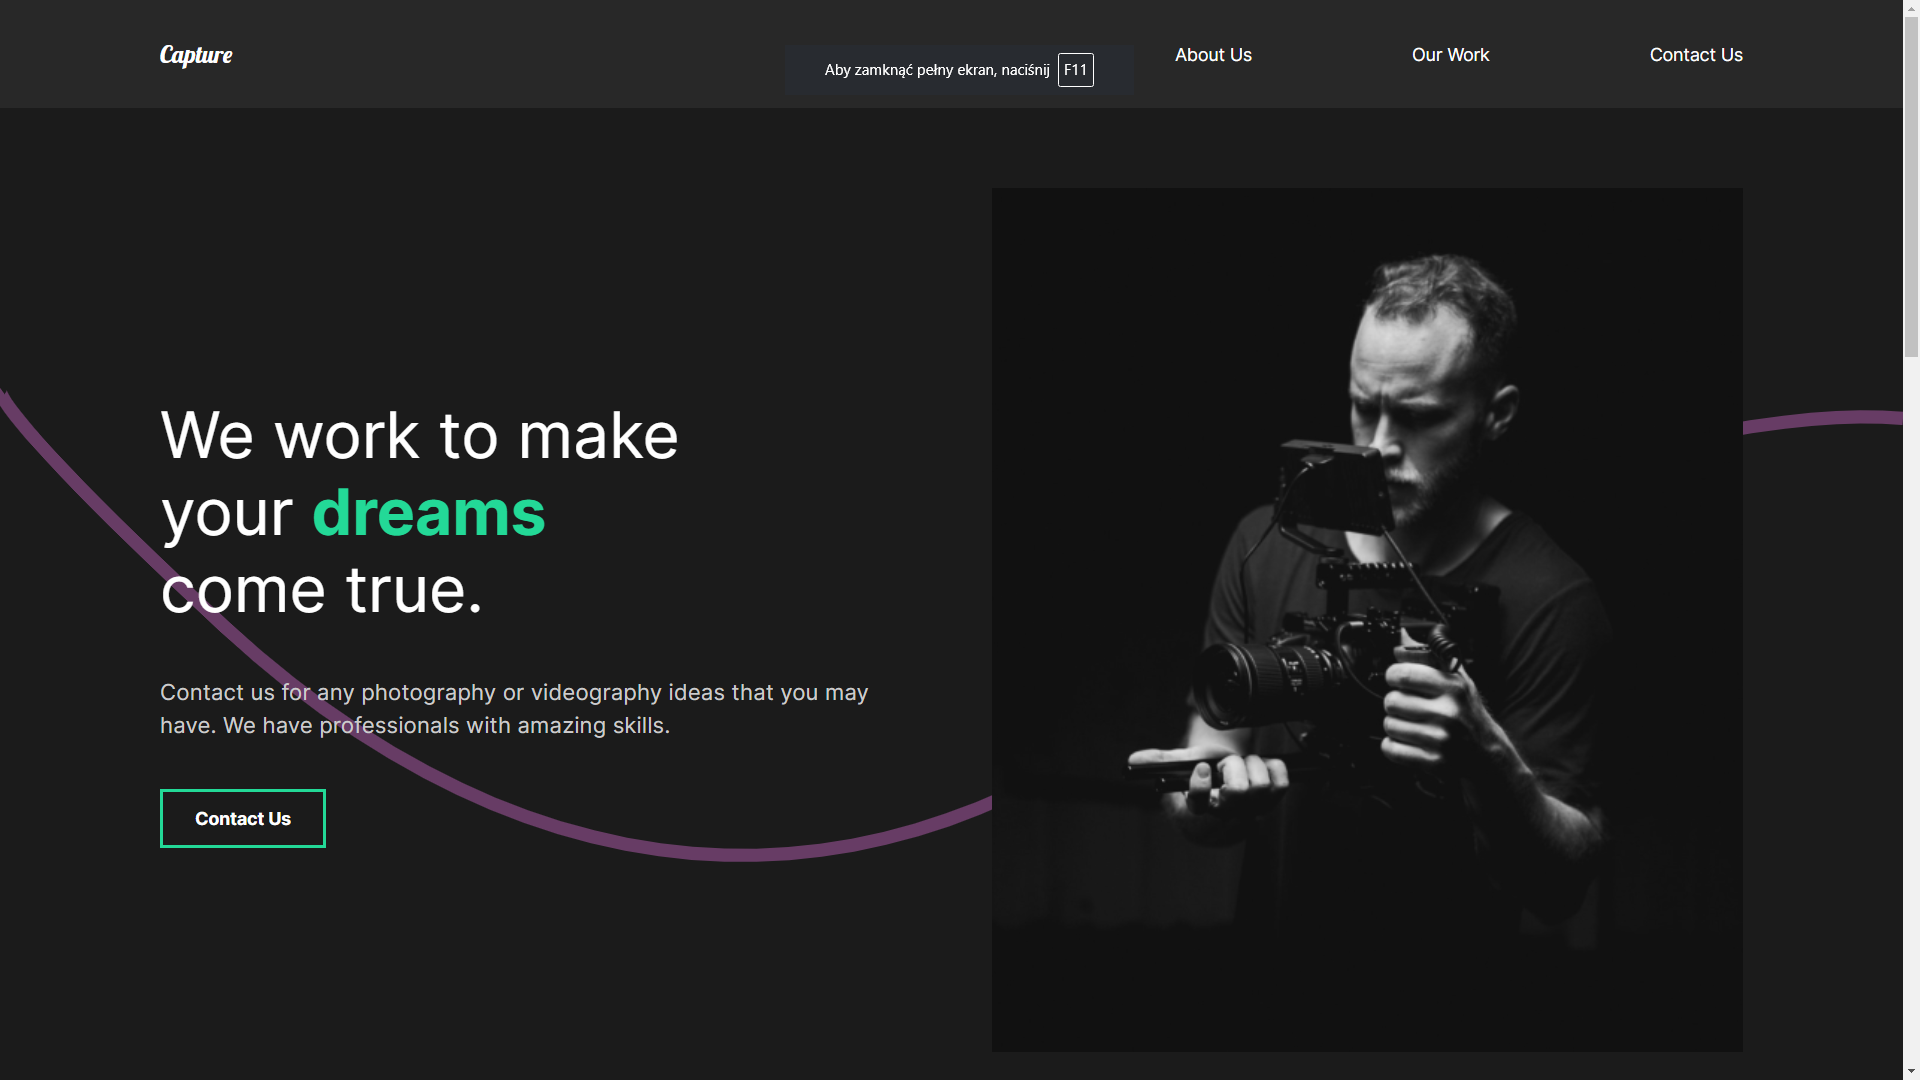 Capture
Aby zamknąć pełny ekran, naciśnij F11
About Us
Our Work
Contact Us
We work to make
your dreams
come true.
Contact us for any photography or videography ideas that you may
have. We have professionals with amazing skills.
Contact Us